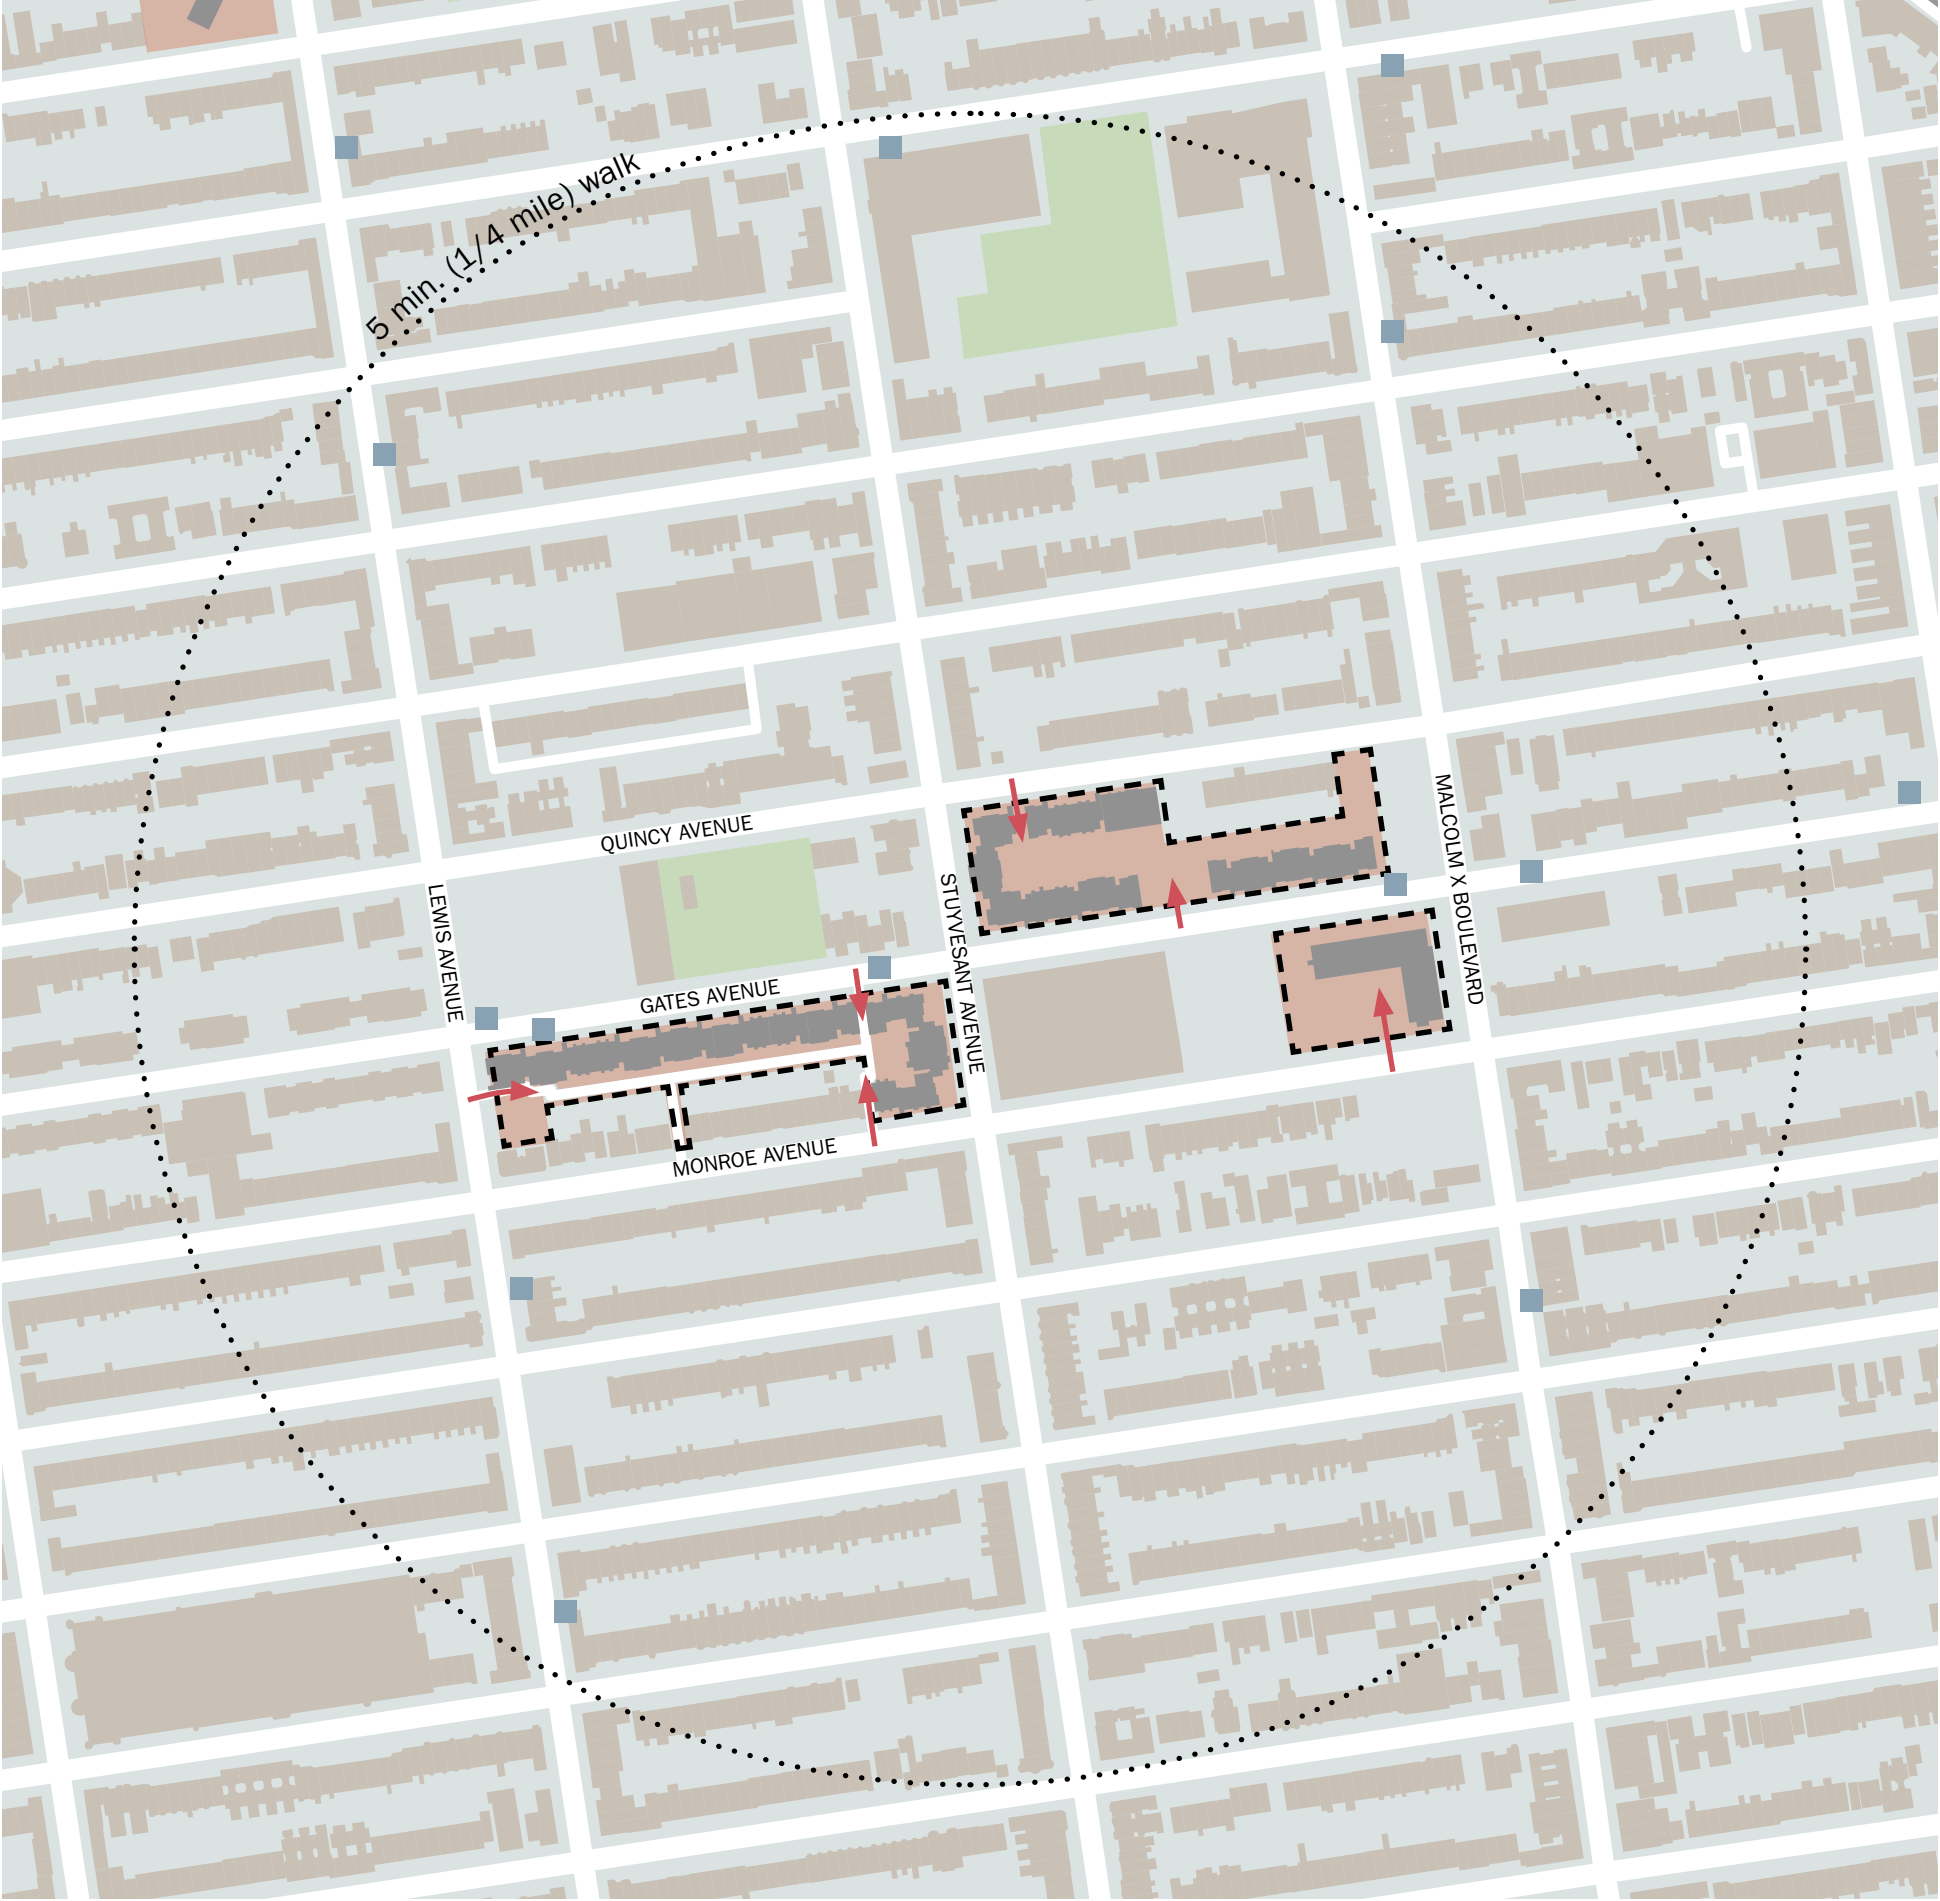 5 min. (1/4 mile) walk
QUINCY AVENUE
MALCOLM X BOULEVARD
LEWIS AVENUE
STUYVESANT AVENUE
GATES AVENUE
MONROE AVENUE